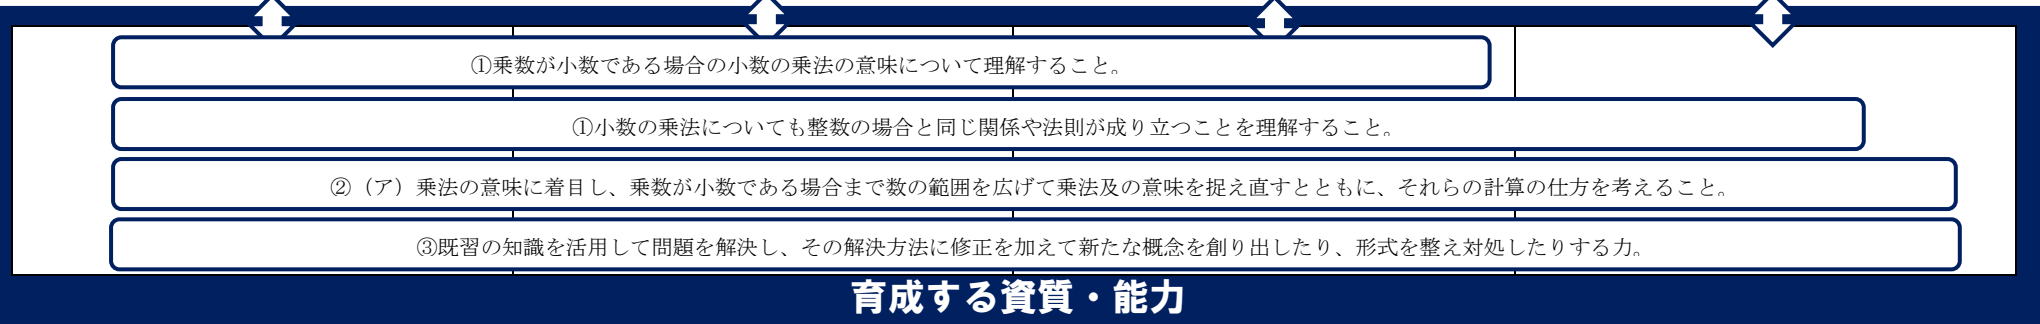 ①乗数が小数である場合の小数の乗法の意味について理解すること。
①小数の乗法についても整数の場合と同じ関係や法則が成り立つことを理解すること。
②（ア）乗法の意味に着目し、乗数が小数である場合まで数の範囲を広げて乗法及の意味を捉え直すとともに、それらの計算の仕方を考えること。
③既習の知識を活用して問題を解決し、その解決方法に修正を加えて新たな概念を創り出したり、形式を整え対処したりする力。
育成する資質・能力